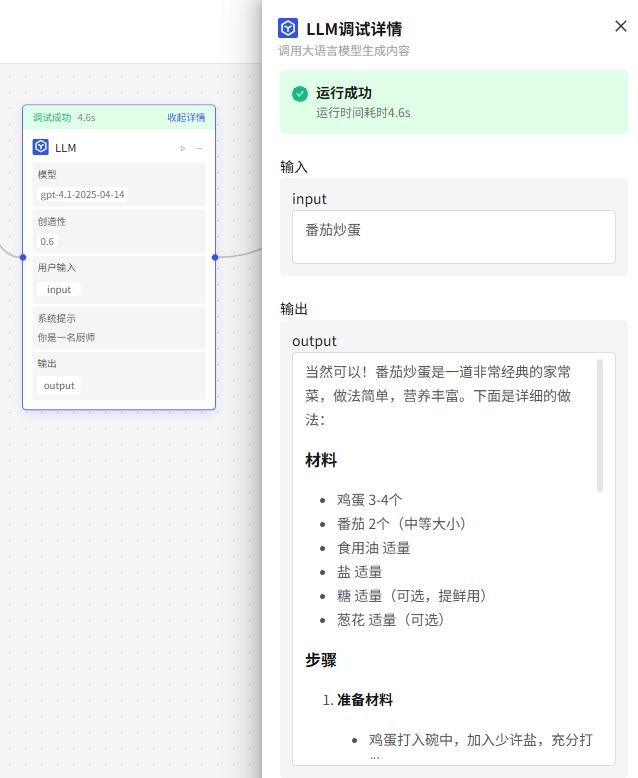 调试成功 4.6s 收起详情
LLM
模型
gpt-4.1-2025-04-14
创造性
0.6
用户输入
input
系统提示
你是一名厨师
输出
output
LLM调试详情
调用大语言模型生成内容
运行成功
运行时间耗时4.6s
输入
input
番茄炒蛋
输出
output
当然可以！番茄炒蛋是一道非常经典的家常
菜，做法简单，营养丰富。下面是详细的做
法：
材料
鸡蛋 3-4个
番茄 2个（中等大小）
食用油 适量
盐 适量
糖 适量（可选，提鲜用）
葱花 适量（可选）
步骤
1. 准备材料
鸡蛋打入碗中，加入少许盐，充分打
...